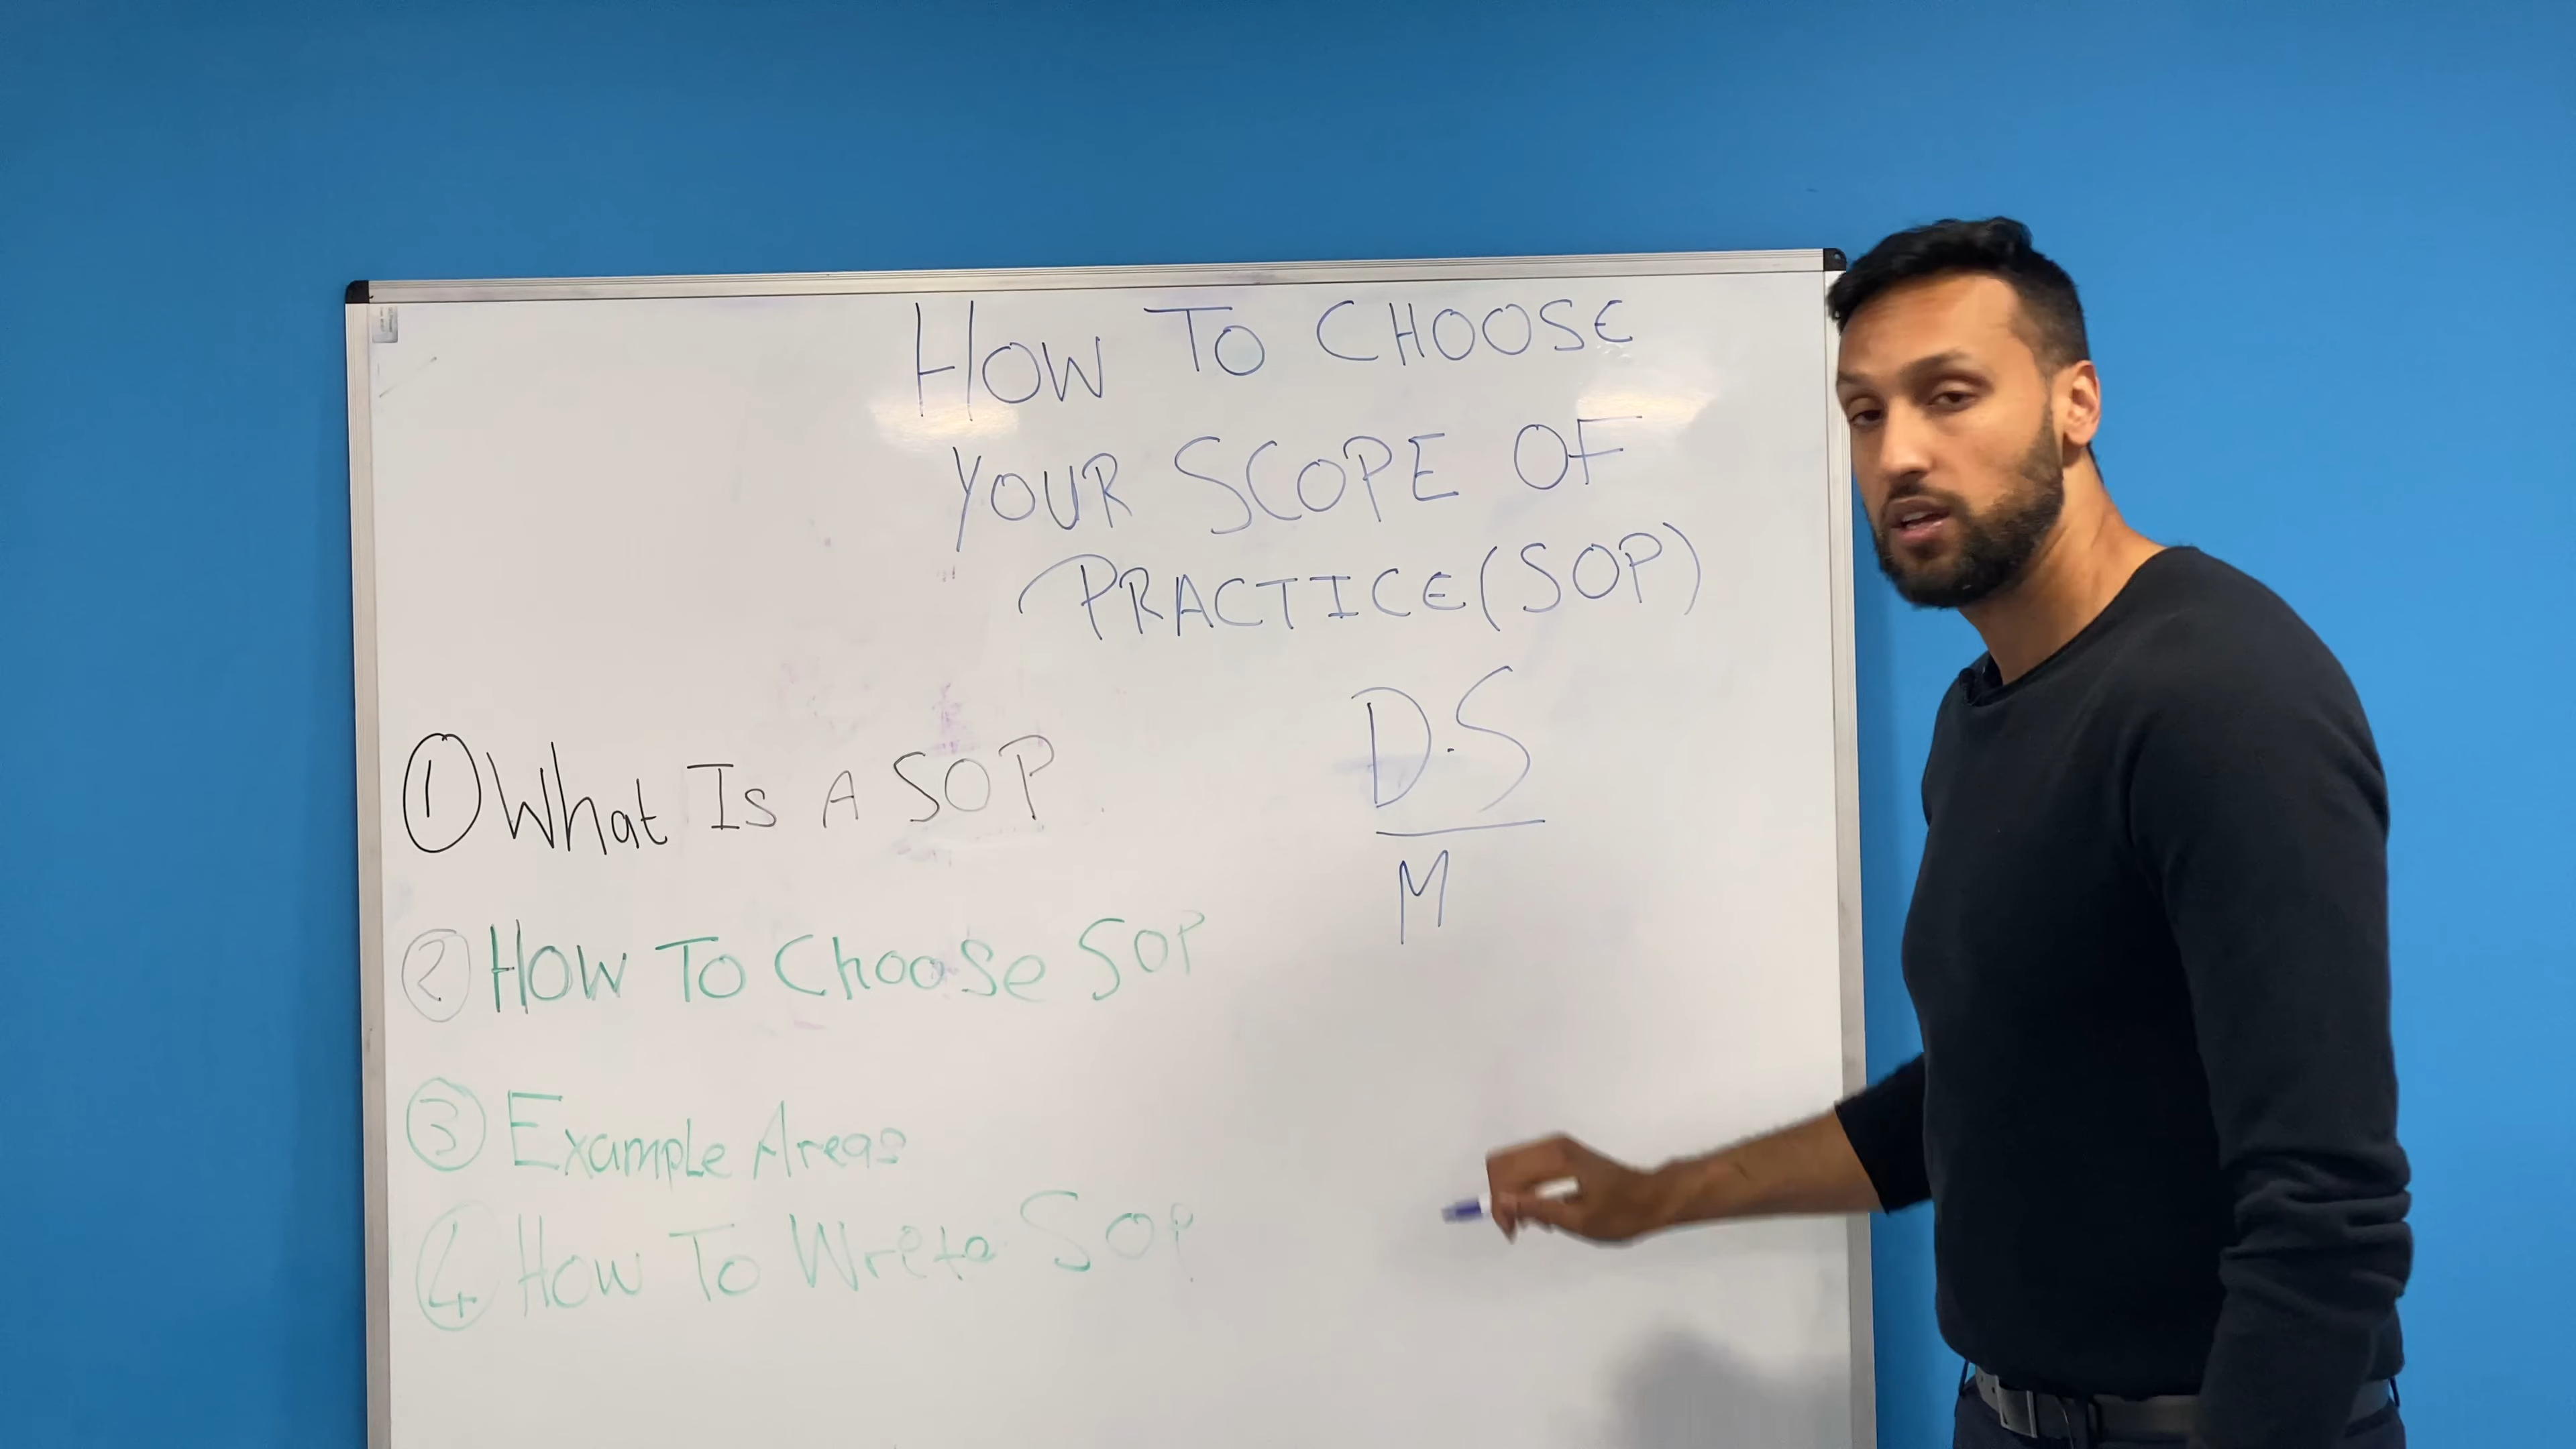 HOW TO CHOOSE
YOUR SCOPE OF
PRACTICE (SOP)
D.S
M
① What Is A SOP
② HOW TO Choose SOP
③ Example Areas
④ How To Write SOP